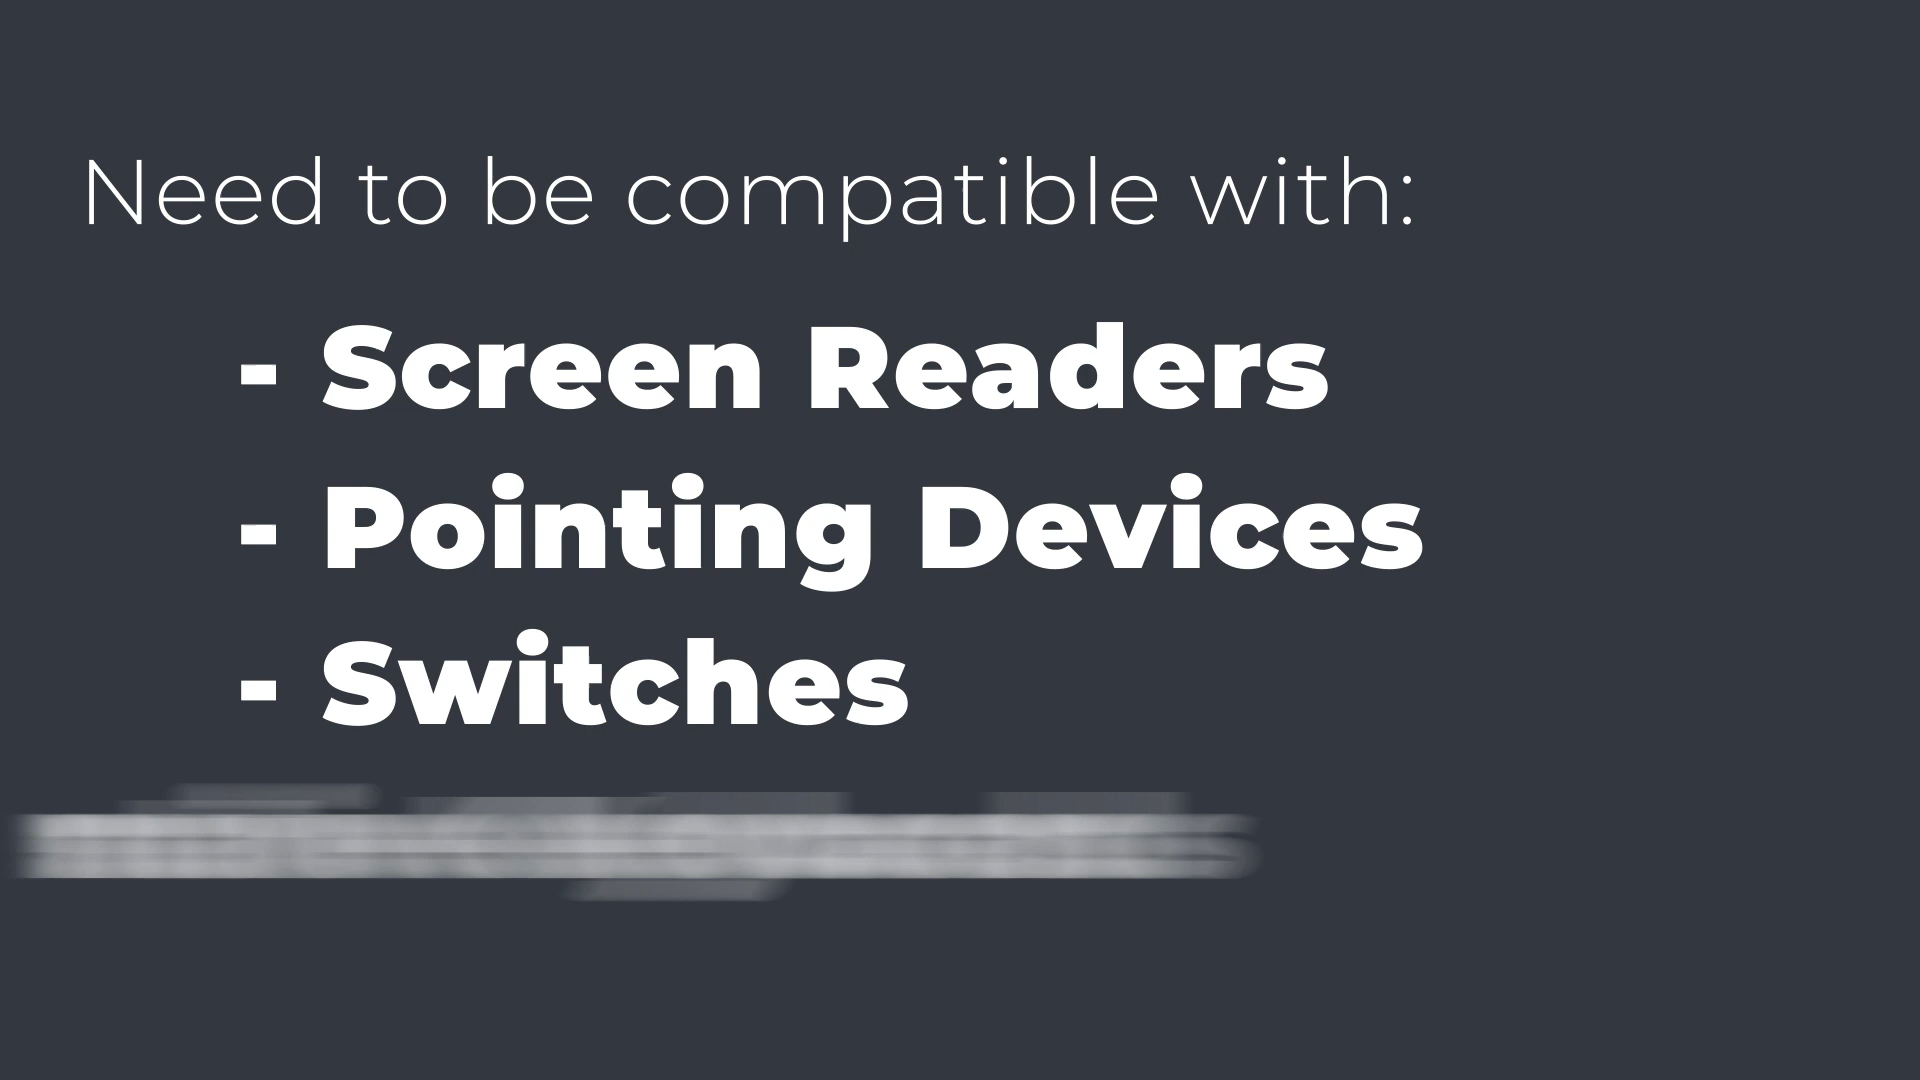 Need to be compatible with:
- Screen Readers
- Pointing Devices
- Switches